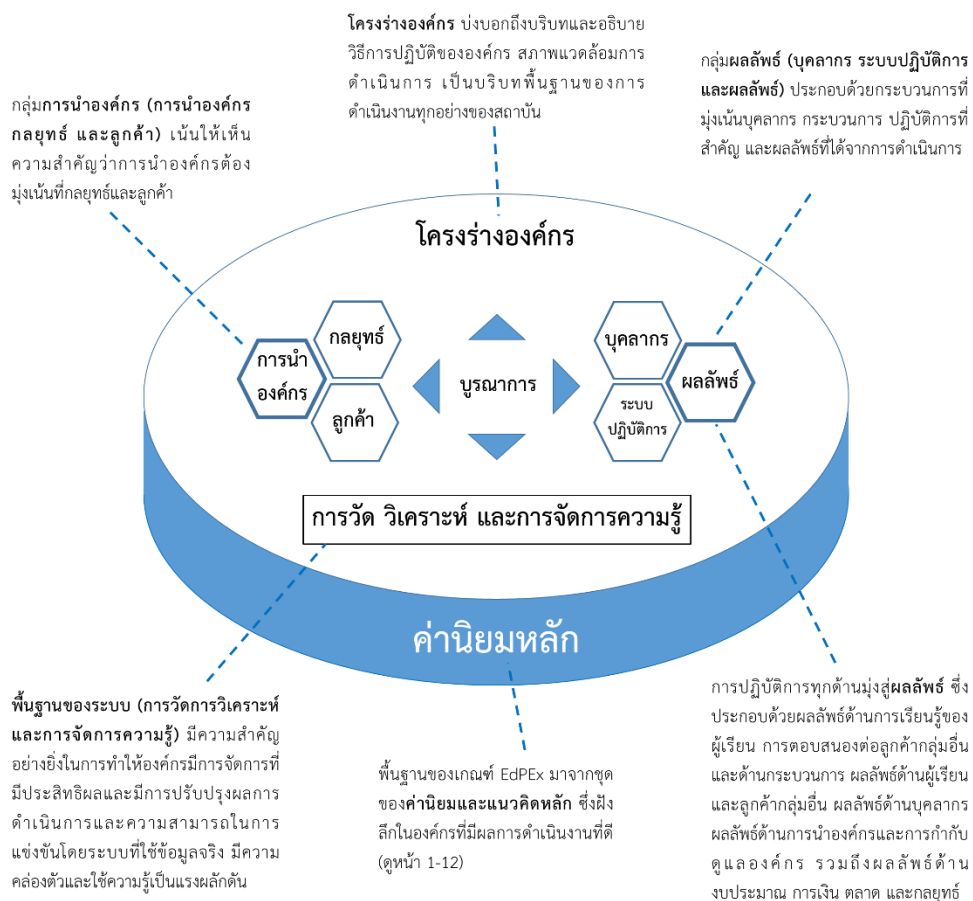 โครงร่างองค์กร บ่งบอกถึงบริบทและอธิบาย
วิธีการปฏิบัติขององค์กร สภาพแวดล้อมการ
ดำเนินการ เป็นบริบทพื้นฐานของการ
ดำเนินงานทุกอย่างของสถาบัน
กลุ่มการนำองค์กร (การนำองค์กร
กลยุทธ์ และลูกค้า) เน้นให้เห็น
ความสำคัญว่าการนำองค์กรต้อง
มุ่งเน้นที่กลยุทธ์และลูกค้า
กลุ่มผลลัพธ์ (บุคลากร ระบบปฏิบัติการ
และผลลัพธ์) ประกอบด้วยกระบวนการที่
มุ่งเน้นบุคลากร กระบวนการ ปฏิบัติการที่
สำคัญ และผลลัพธ์ที่ได้จากการดำเนินการ
โครงร่างองค์กร
กลยุทธ์
การนำ
องค์กร
ลูกค้า
บูรณาการ
บุคลากร
ผลลัพธ์
ระบบ
ปฏิบัติการ
การวัด วิเคราะห์ และการจัดการความรู้
ค่านิยมหลัก
พื้นฐานของระบบ (การวัดการวิเคราะห์
และการจัดการความรู้) มีความสำคัญ
อย่างยิ่งในการทำให้องค์กรมีการจัดการที่
มีประสิทธิผลและมีการปรับปรุงผลการ
ดำเนินการและความสามารถในการ
แข่งขันโดยระบบที่ใช้ข้อมูลจริง มีความ
คล่องตัวและใช้ความรู้เป็นแรงผลักดัน
พื้นฐานของเกณฑ์ EdPEx มาจากชุด
ของค่านิยมและแนวคิดหลัก ซึ่งฝัง
ลึกในองค์กรที่มีผลการดำเนินงานที่ดี
(ดูหน้า 1-12)
การปฏิบัติการทุกด้านมุ่งสู่ผลลัพธ์ ซึ่ง
ประกอบด้วยผลลัพธ์ด้านการเรียนรู้ของ
ผู้เรียน การตอบสนองต่อลูกค้ากลุ่มอื่น
และด้านกระบวนการ ผลลัพธ์ด้านผู้เรียน
และลูกค้ากลุ่มอื่น ผลลัพธ์ด้านบุคลากร
ผลลัพธ์ด้านการนำองค์กรและการกำกับ
ดูแลองค์กร รวมถึงผลลัพธ์ด้าน
งบประมาณ การเงิน ตลาด และกลยุทธ์